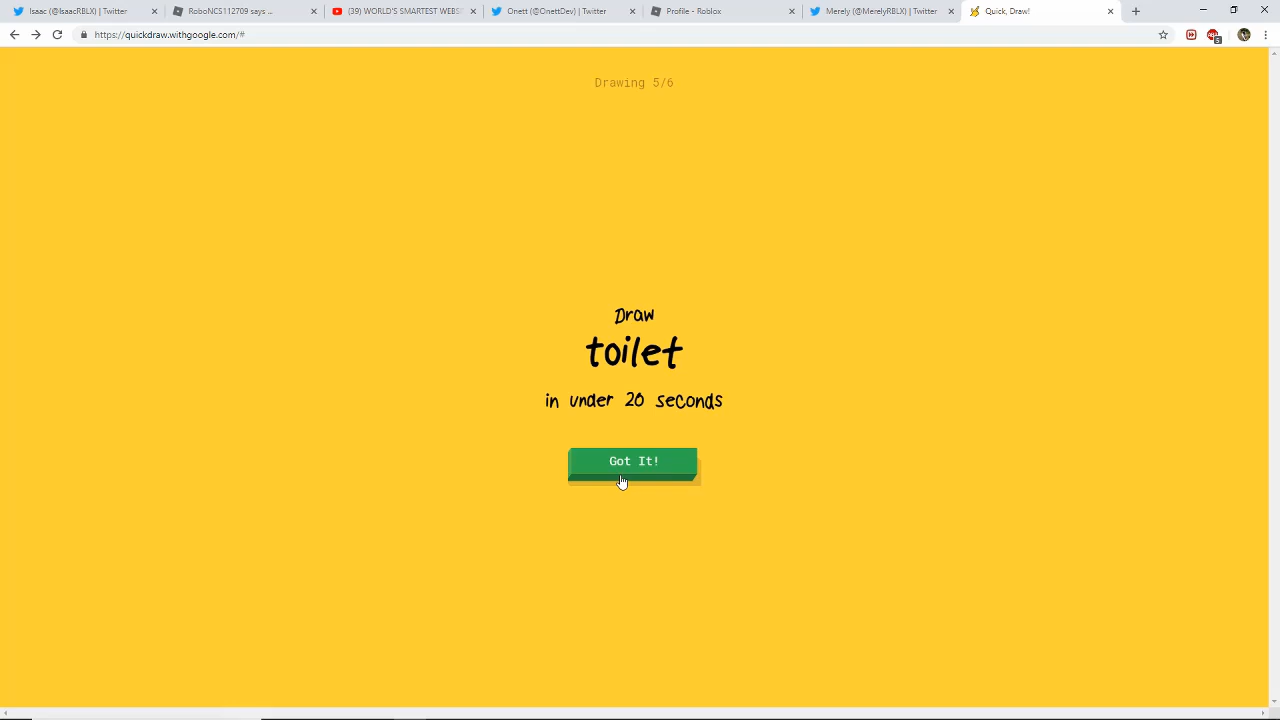 Isaac (@IsaacRBLX) | Twitter
RoboNCS112709 says ...
(39) WORLD'S SMARTEST WEBS
Onett (@OnettDev) | Twitter
Profile - Roblox
Merely (@MerelyRBLX) | Twitter
Quick, Draw!
https://quickdraw.withgoogle.com/#
Drawing 5/6
Draw
toilet
in under 20 seconds
Got It!